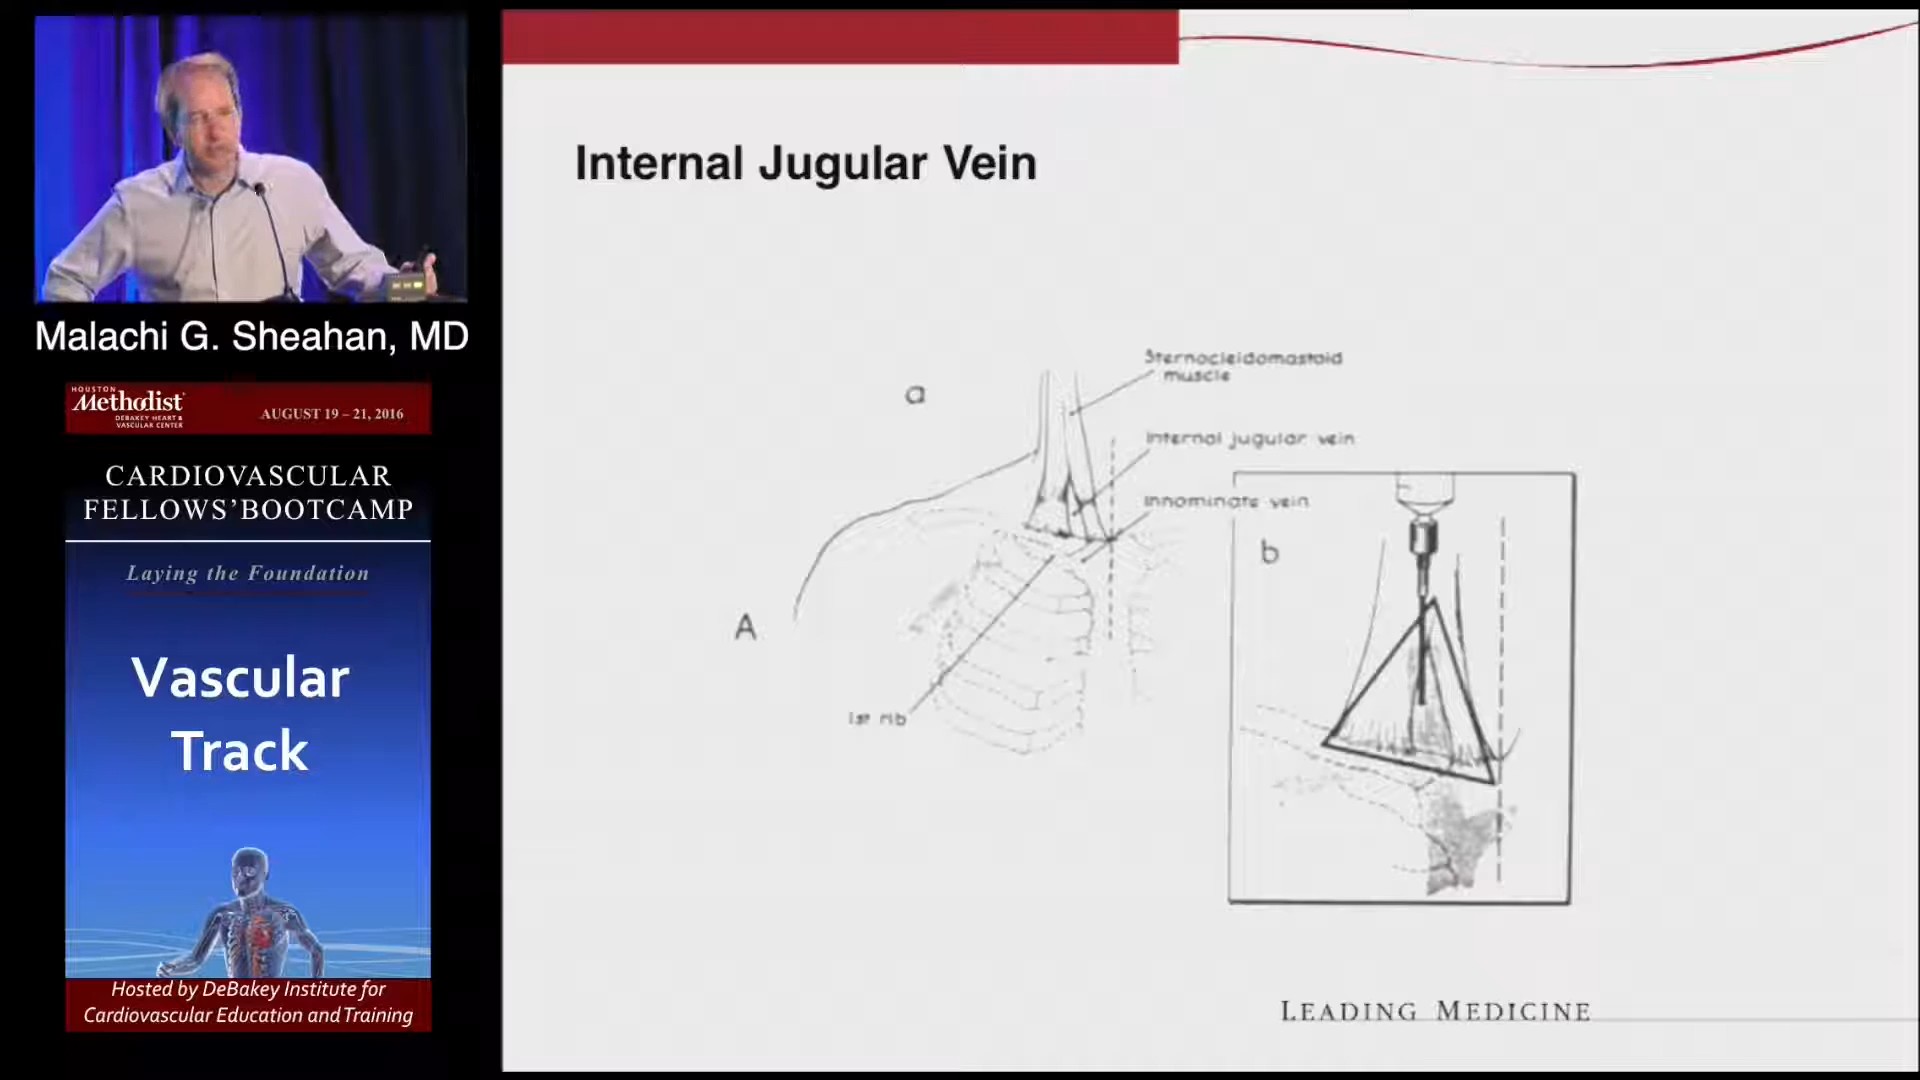 Malachi G. Sheahan, MD
HOUSTON
Methodist
DEBAKEY HEART &
VASCULAR CENTER
AUGUST 19 – 21, 2016
CARDIOVASCULAR
FELLOWS'BOOTCAMP
Laying the Foundation
Vascular
Track
Hosted by DeBakey Institute for
Cardiovascular Education and Training
Internal Jugular Vein
a
Sternocleidomastoid
muscle
Internal jugular vein
Innominate vein
b
A
1st rib
LEADING MEDICINE